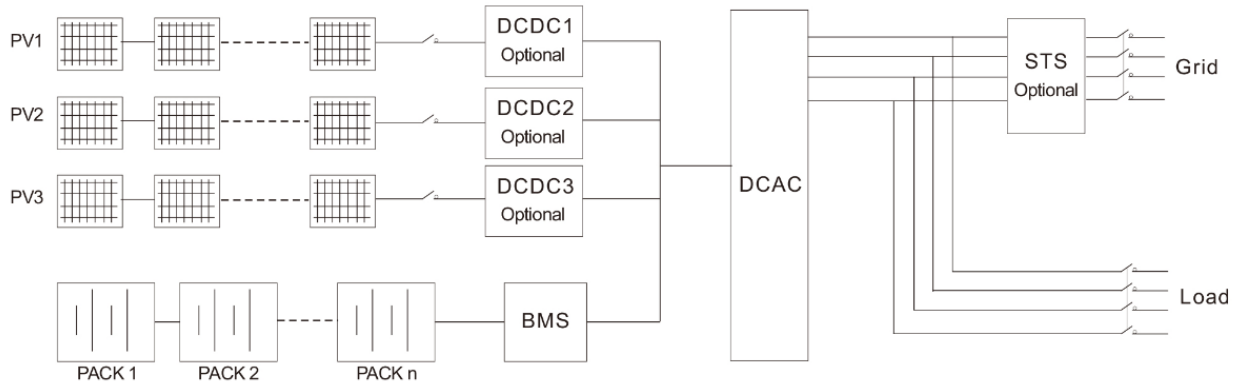 PV1
DCDC1
Optional
PV2
DCDC2
Optional
PV3
DCDC3
Optional
PACK 1
PACK 2
PACK n
BMS
DCAC
STS
Optional
Grid
Load